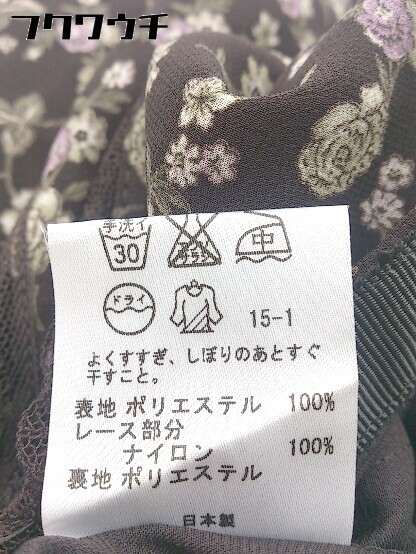 フクワウチ
手洗イ
30
エンソサラシ
中
ドライ
15-1
よくすすぎ、しぼりのあとすぐ
干すこと。
表地 ポリエステル 100%
レース部分
ナイロン 100%
裏地 ポリエステル
日本製